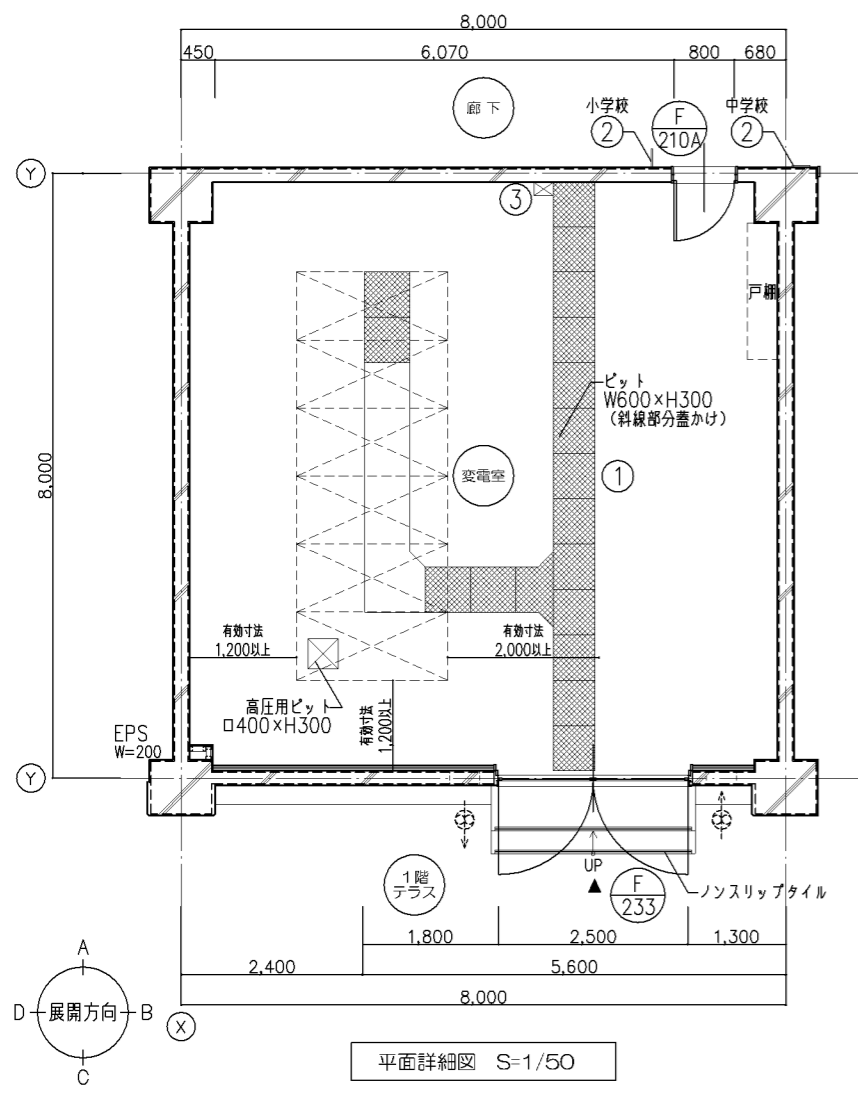 8,000
450
6,070
800
680
廊下
小学校
②
F
210A
中学校
②
Y
③
戸棚
ピット
W600×H300
(斜線部分蓋かけ)
8,000
変電室
①
有効寸法
1,200以上
有効寸法
2,000以上
高圧用ピット
□400×H300
有効寸法
1,200以上
EPS
W=200
Y
UP
1階
テラス
F
233
ノンスリップタイル
1,800
2,500
1,300
2,400
5,600
8,000
X
A
D
展開方向
B
C
平面詳細図 S=1/50